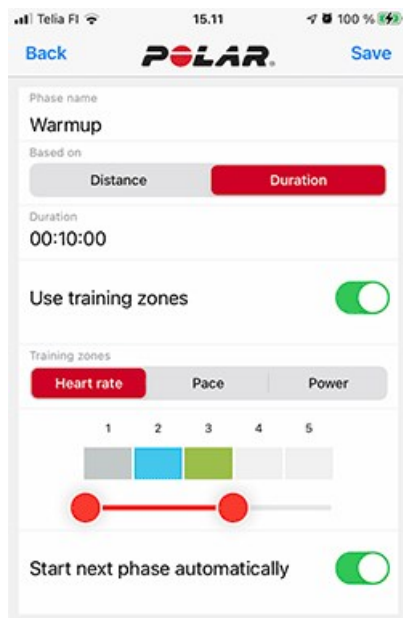 Telia FI 15.11 100 %
Back POLAR. Save
Phase name
Warmup
Based on
Distance Duration
Duration
00:10:00
Use training zones
Training zones
Heart rate Pace Power
1 2 3 4 5
Start next phase automatically